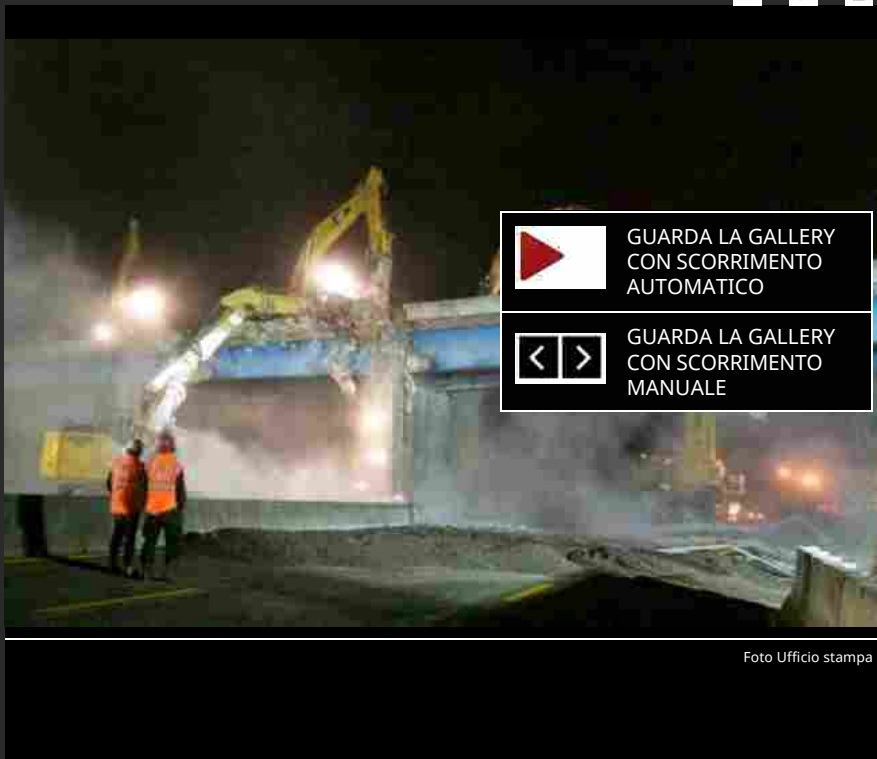 GUARDA LA GALLERY
CON SCORRIMENTO
AUTOMATICO
GUARDA LA GALLERY
CON SCORRIMENTO
MANUALE
Foto Ufficio stampa